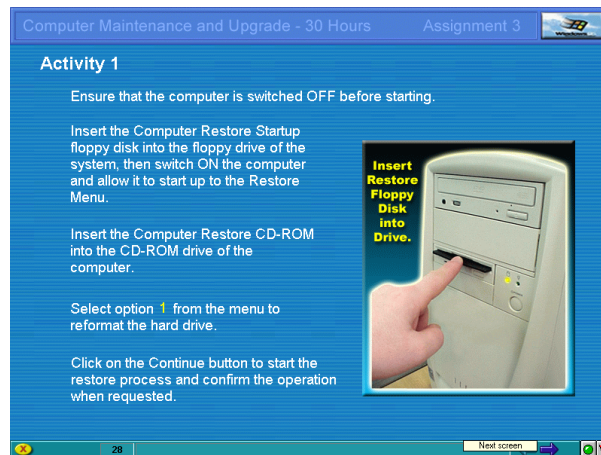 Computer Maintenance and Upgrade - 30 Hours
Assignment 3
Activity 1
Ensure that the computer is switched OFF before starting.
Insert the Computer Restore Startup
floppy disk into the floppy drive of the
system, then switch ON the computer
and allow it to start up to the Restore
Menu.
Insert the Computer Restore CD-ROM
into the CD-ROM drive of the
computer.
Select option 1 from the menu to
reformat the hard drive.
Click on the Continue button to start the
restore process and confirm the operation
when requested.
Insert
Restore
Floppy
Disk
into
Drive.
X
28
Next screen